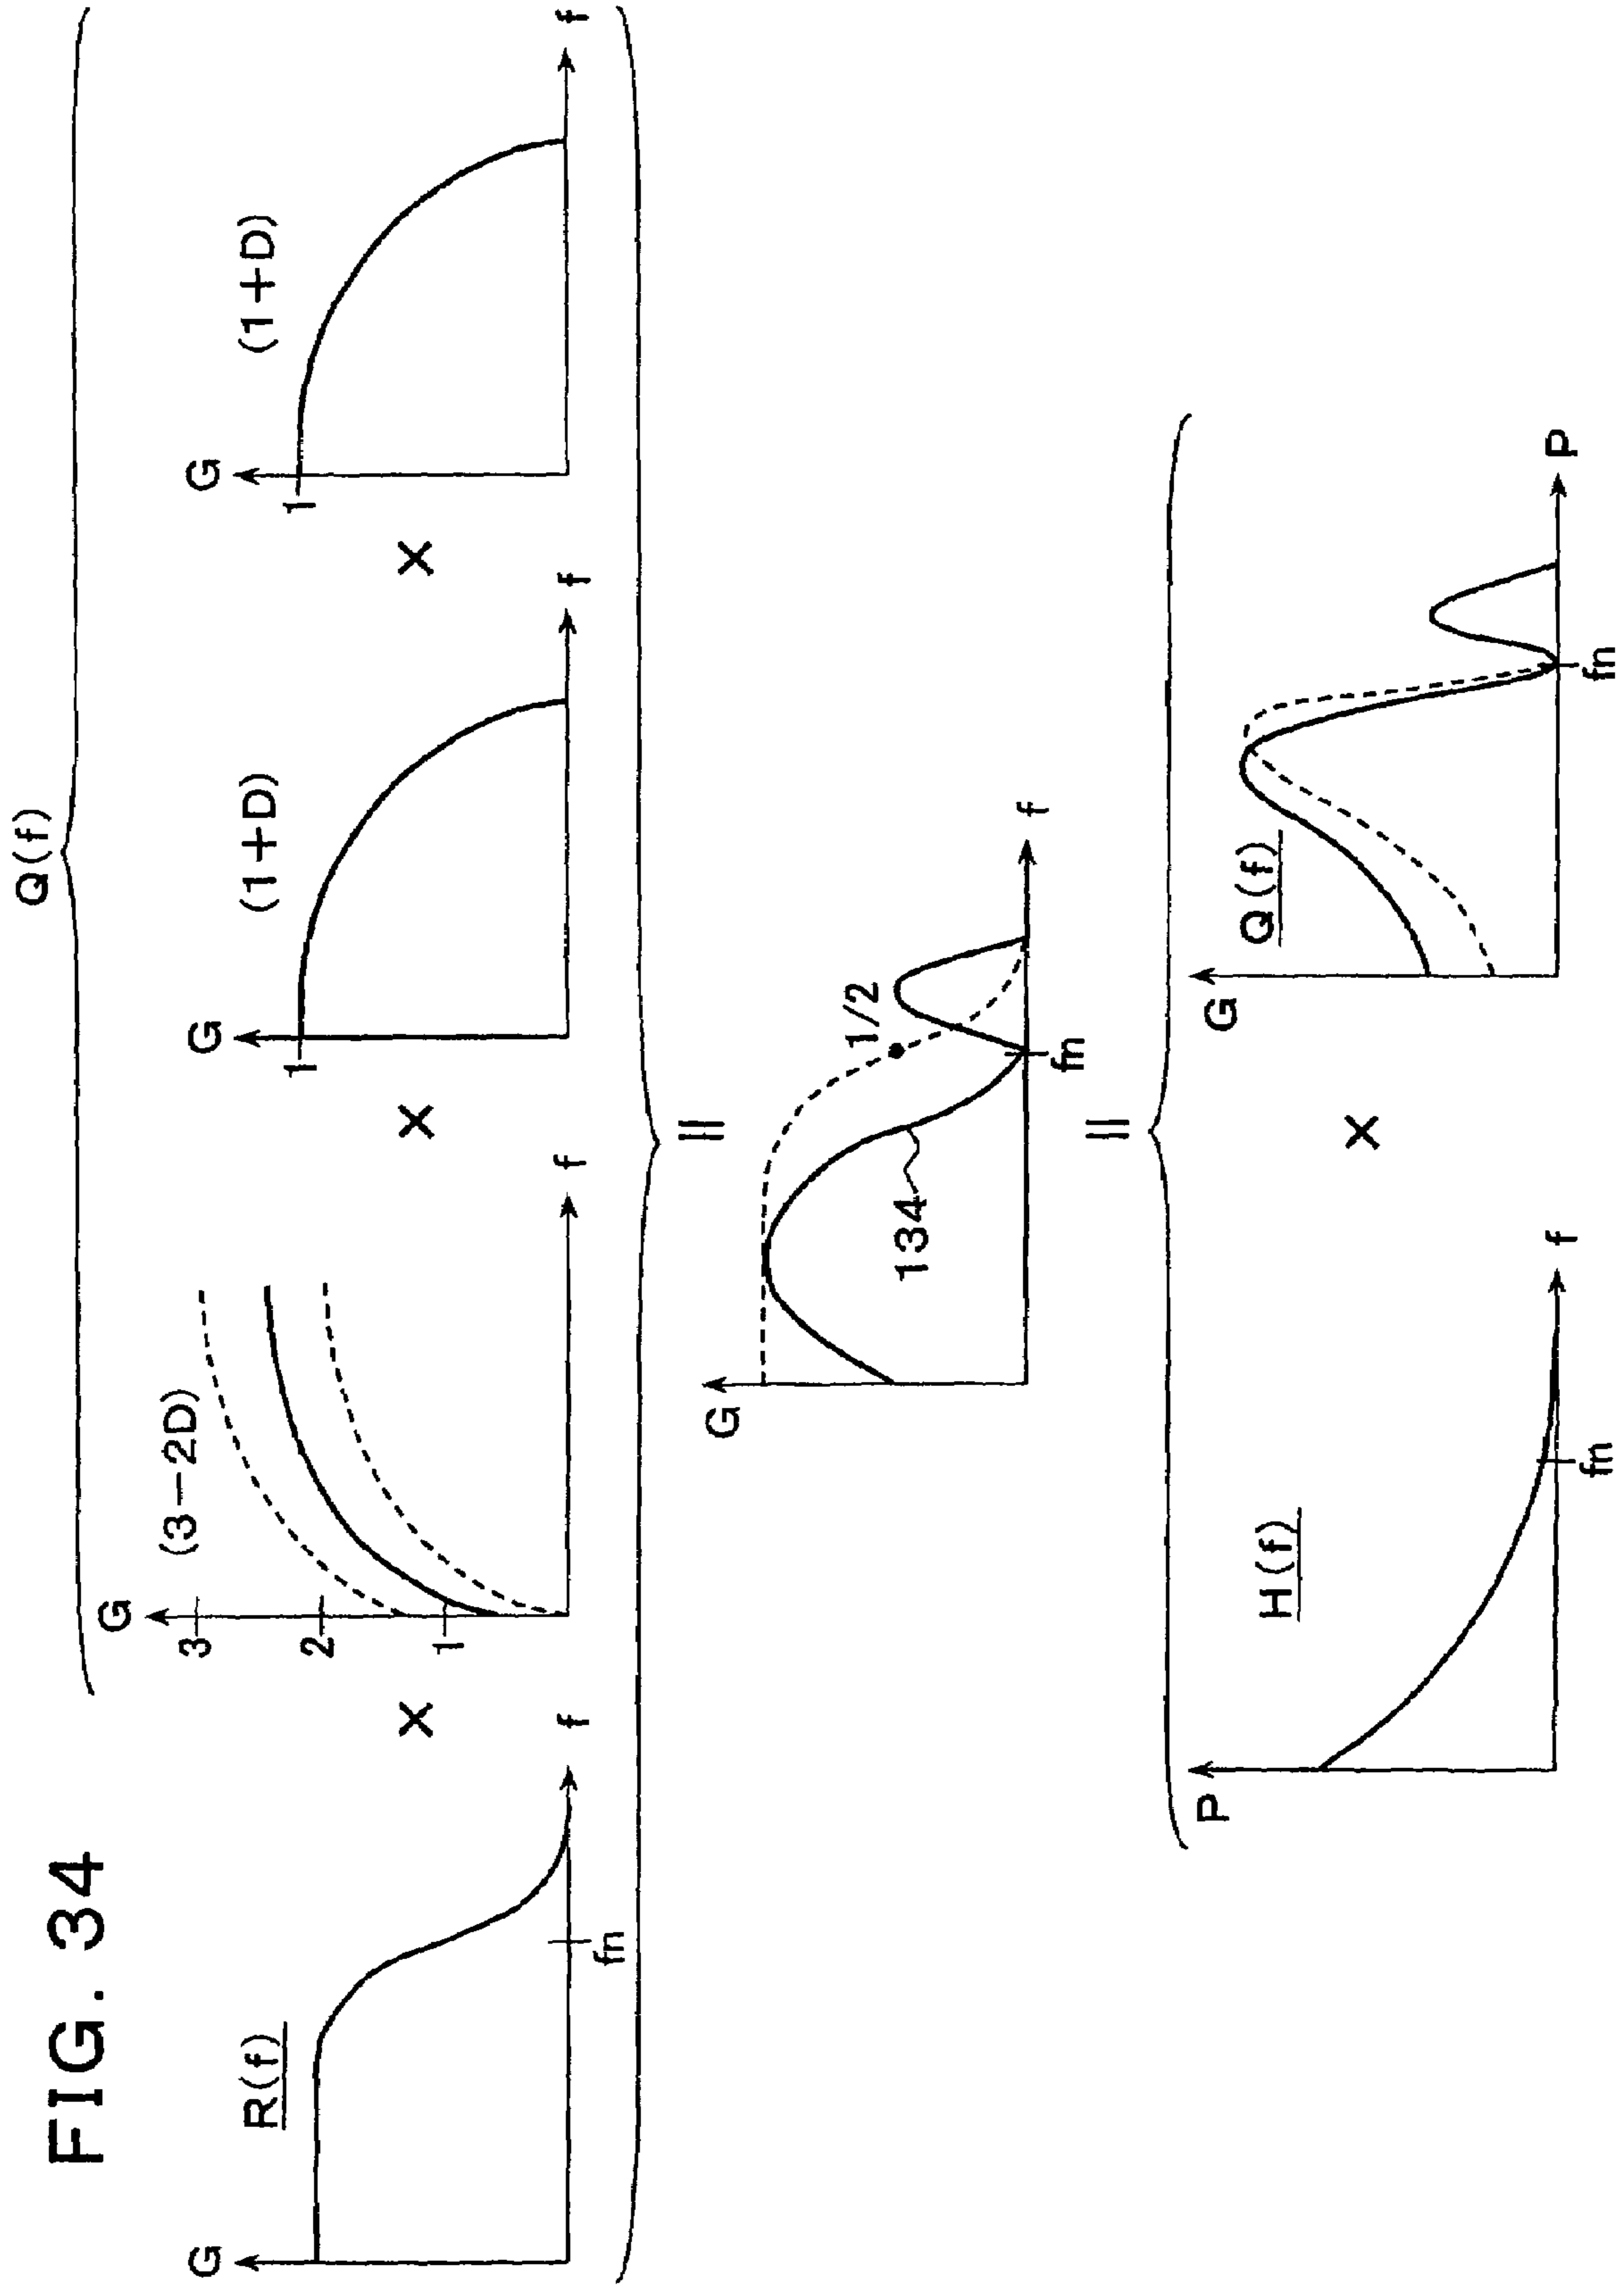 FIG. 34
Q(f)
R(f)
G
fn
f
×
(3-2D)
G
3
2
1
f
×
(1+D)
G
1
f
×
(1+D)
G
1
f
=
G
134
1/2
fn
f
=
H(f)
P
fn
f
×
Q(f)
G
fn
P